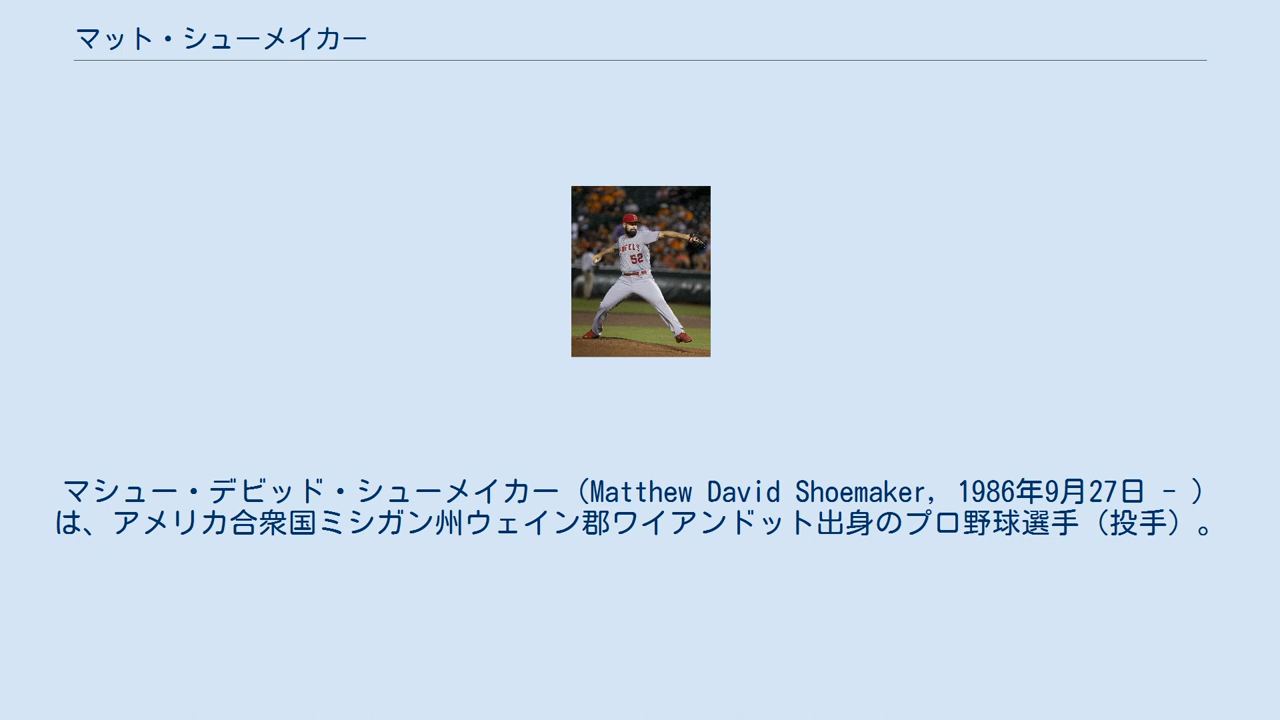 マット・シューメイカー
52
マシュー・デビッド・シューメイカー（Matthew David Shoemaker, 1986年9月27日 - ）
は、アメリカ合衆国ミシガン州ウェイン郡ワイアンドット出身のプロ野球選手（投手）。